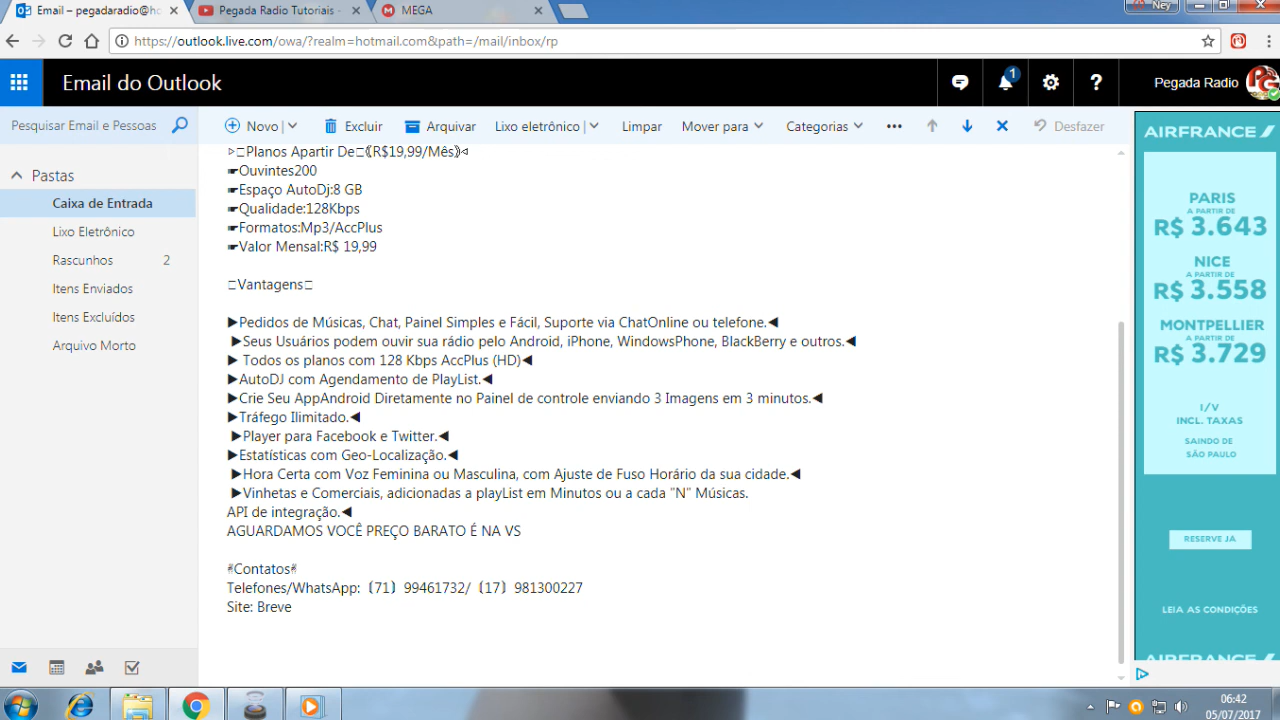 Email – pegadaradio@ho
Pegada Radio Tutoriais -
MEGA
Ney
https://outlook.live.com/owa/?realm=hotmail.com&path=/mail/inbox/rp
Email do Outlook
1
?
Pegada Radio
Pesquisar Email e Pessoas
Novo
Excluir
Arquivar
Lixo eletrônico
Limpar
Mover para
Categorias
Desfazer
Pastas
Caixa de Entrada
Lixo Eletrônico
Rascunhos 2
Itens Enviados
Itens Excluídos
Arquivo Morto
▷□Planos Apartir De□⟪R$19,99/Mês⟫◁
☛Ouvintes200
☛Espaço AutoDj:8 GB
☛Qualidade:128Kbps
☛Formatos:Mp3/AccPlus
☛Valor Mensal:R$ 19,99
□Vantagens□
▶Pedidos de Músicas, Chat, Painel Simples e Fácil, Suporte via ChatOnline ou telefone.◀
▶Seus Usuários podem ouvir sua rádio pelo Android, iPhone, WindowsPhone, BlackBerry e outros.◀
▶ Todos os planos com 128 Kbps AccPlus (HD)◀
▶AutoDJ com Agendamento de PlayList.◀
▶Crie Seu AppAndroid Diretamente no Painel de controle enviando 3 Imagens em 3 minutos.◀
▶Tráfego Ilimitado.◀
▶Player para Facebook e Twitter.◀
▶Estatísticas com Geo-Localização.◀
▶Hora Certa com Voz Feminina ou Masculina, com Ajuste de Fuso Horário da sua cidade.◀
▶Vinhetas e Comerciais, adicionadas a playList em Minutos ou a cada "N" Músicas.
API de integração.◀
AGUARDAMOS VOCÊ PREÇO BARATO É NA VS
#Contatos#
Telefones/WhatsApp:〔71〕99461732/〔17〕981300227
Site: Breve
AIRFRANCE
PARIS
A PARTIR DE
R$ 3.643
NICE
A PARTIR DE
R$ 3.558
MONTPELLIER
A PARTIR DE
R$ 3.729
I/V
INCL. TAXAS
SAINDO DE
SÃO PAULO
RESERVE JÁ
LEIA AS CONDIÇÕES
AIRFRANCE
06:42
05/07/2017